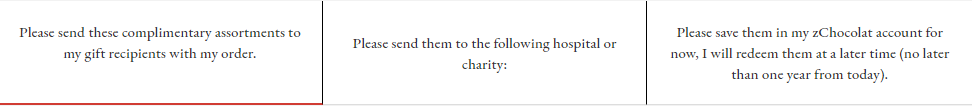 Please send these complimentary assortments to
my gift recipients with my order.
Please send them to the following hospital or
charity:
Please save them in my zChocolat account for
now, I will redeem them at a later time (no later
than one year from today).